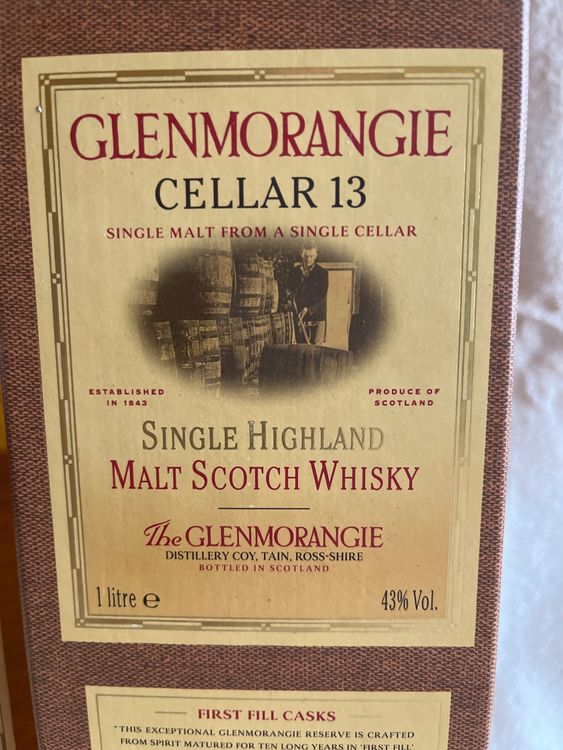 GLENMORANGIE
CELLAR 13
SINGLE MALT FROM A SINGLE CELLAR
ESTABLISHED
IN 1843
PRODUCE OF
SCOTLAND
SINGLE HIGHLAND
MALT SCOTCH WHISKY
The GLENMORANGIE
DISTILLERY COY, TAIN, ROSS-SHIRE
BOTTLED IN SCOTLAND
1 litre ℮
43% Vol.
FIRST FILL CASKS
"THIS EXCEPTIONAL GLENMORANGIE RESERVE IS CRAFTED
FROM SPIRIT MATURED FOR TEN LONG YEARS IN 'FIRST FILL'